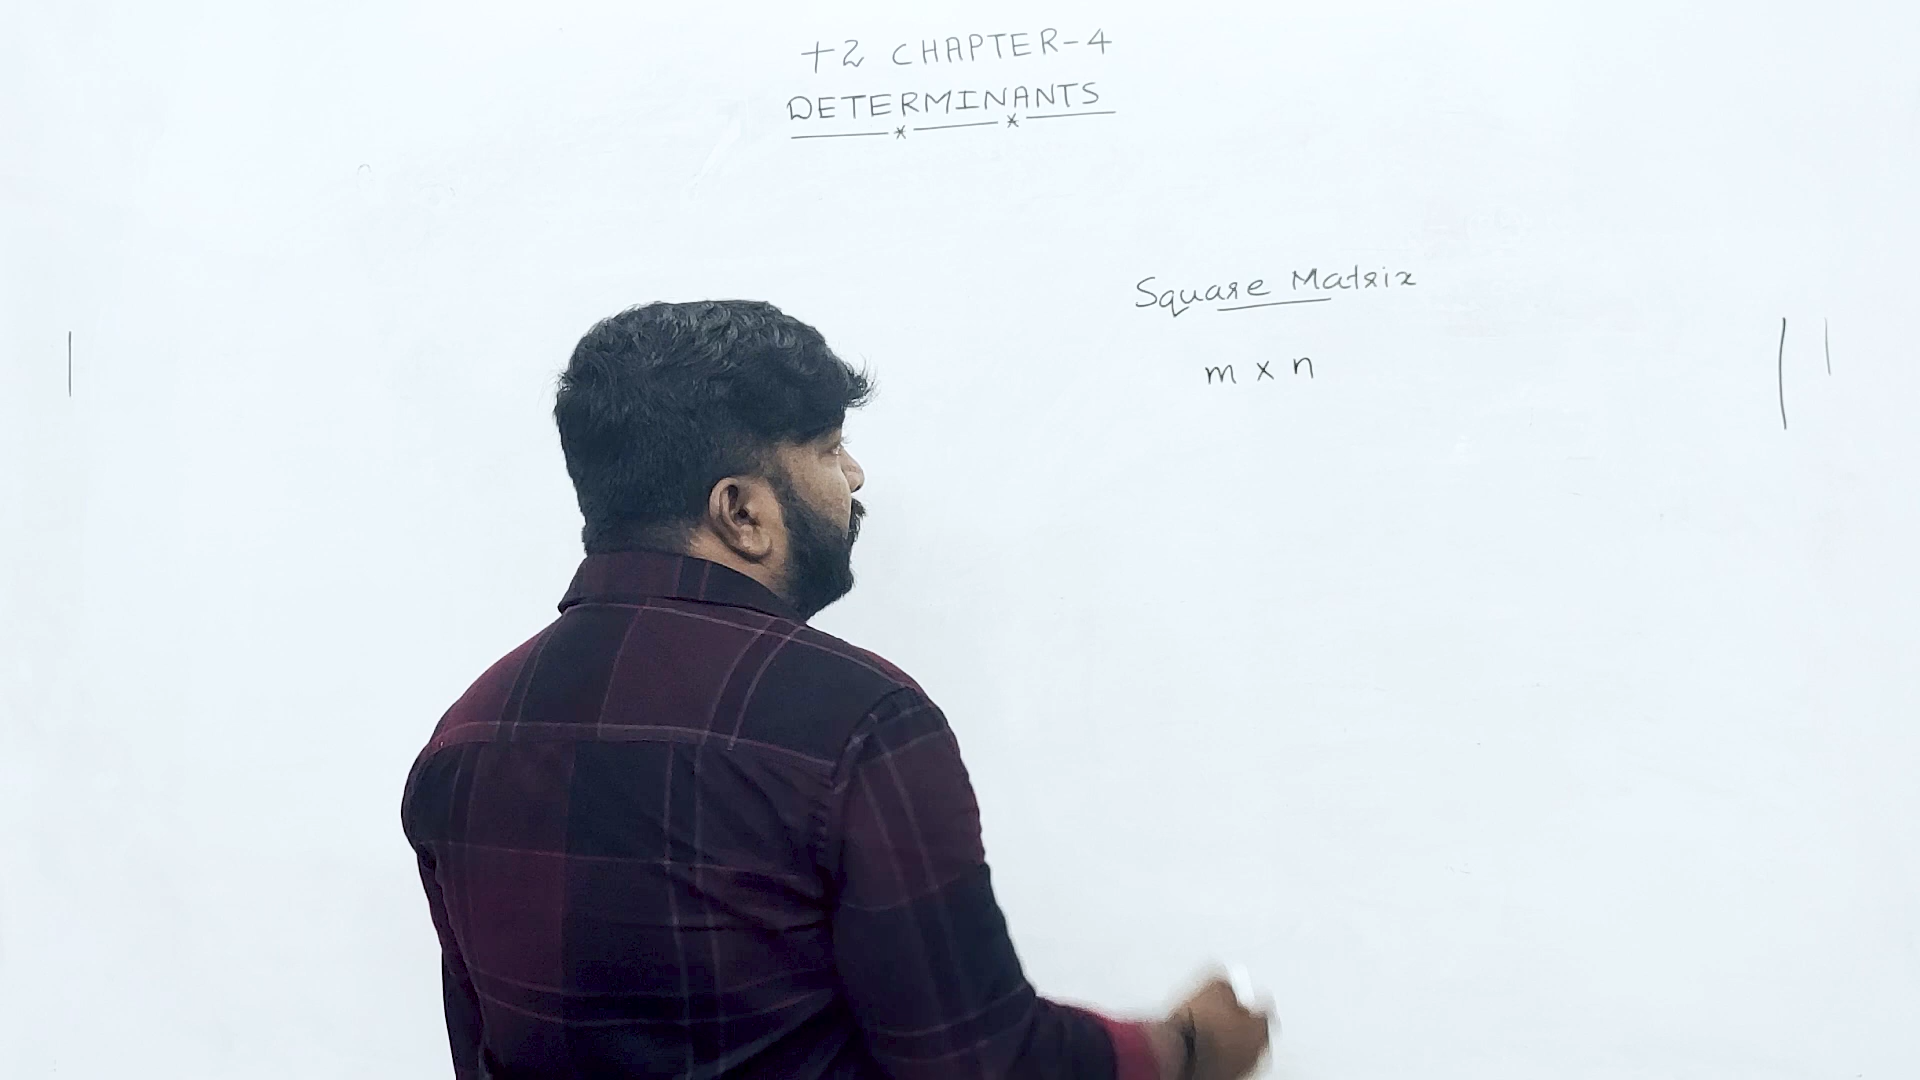 +2 CHAPTER-4
DETERMINANTS
Square Matrix
m x n